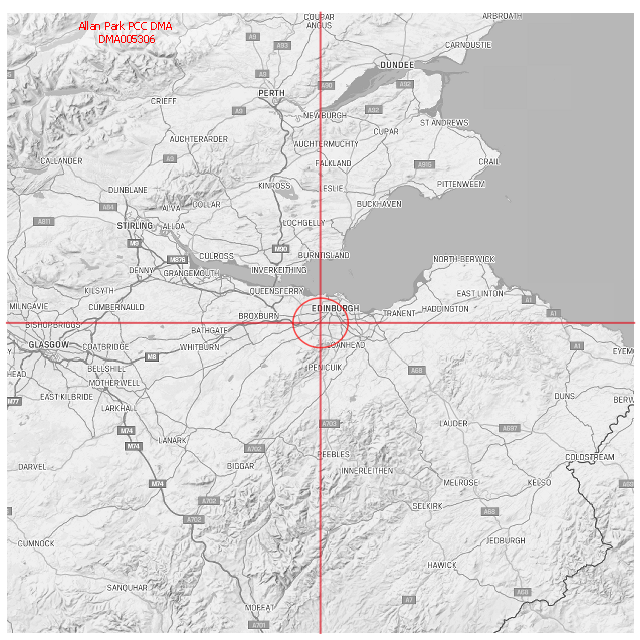 COUPAR
ANGUS
ARBROATH
Allan Park PCC DMA
DMA005306
A9
A93
CARNOUSTIE
DUNDEE
A9
A90
A92
PERTH
CRIEFF
A9
A92
NEWBURGH
ST ANDREWS
CUPAR
AUCHTERARDER
AUCHTERMUCHTY
CALLANDER
A9
FALKLAND
A915
CRAIL
DUNBLANE
KINROSS
LESLIE
PITTENWEEM
A84
ALVA
DOLLAR
BUCKHAVEN
A811
STIRLING
ALLOA
LOCHGELLY
M9
M90
M876
CULROSS
BURNTISLAND
NORTH BERWICK
DENNY
GRANGEMOUTH
INVERKEITHING
KILSYTH
QUEENSFERRY
EAST LINTON
MILNGAVIE
CUMBERNAULD
EDINBURGH
HADDINGTON
A1
BROXBURN
TRANENT
A1
BISHOPBRIGGS
BATHGATE
GLASGOW
COATBRIDGE
WHITBURN
LOANHEAD
A1
M8
EYEM
BELLSHILL
PENICUIK
A68
HEAD
MOTHERWELL
EAST KILBRIDE
DUNS
M77
BERW
LARKHALL
A703
LAUDER
M74
A697
LANARK
M74
A702
PEEBLES
COLDSTREAM
DARVEL
BIGGAR
INNERLEITHEN
M74
MELROSE
KELSO
A702
SELKIRK
A68
A702
CUMNOCK
JEDBURGH
HAWICK
SANQUHAR
A68
A7
MOFFAT
A701